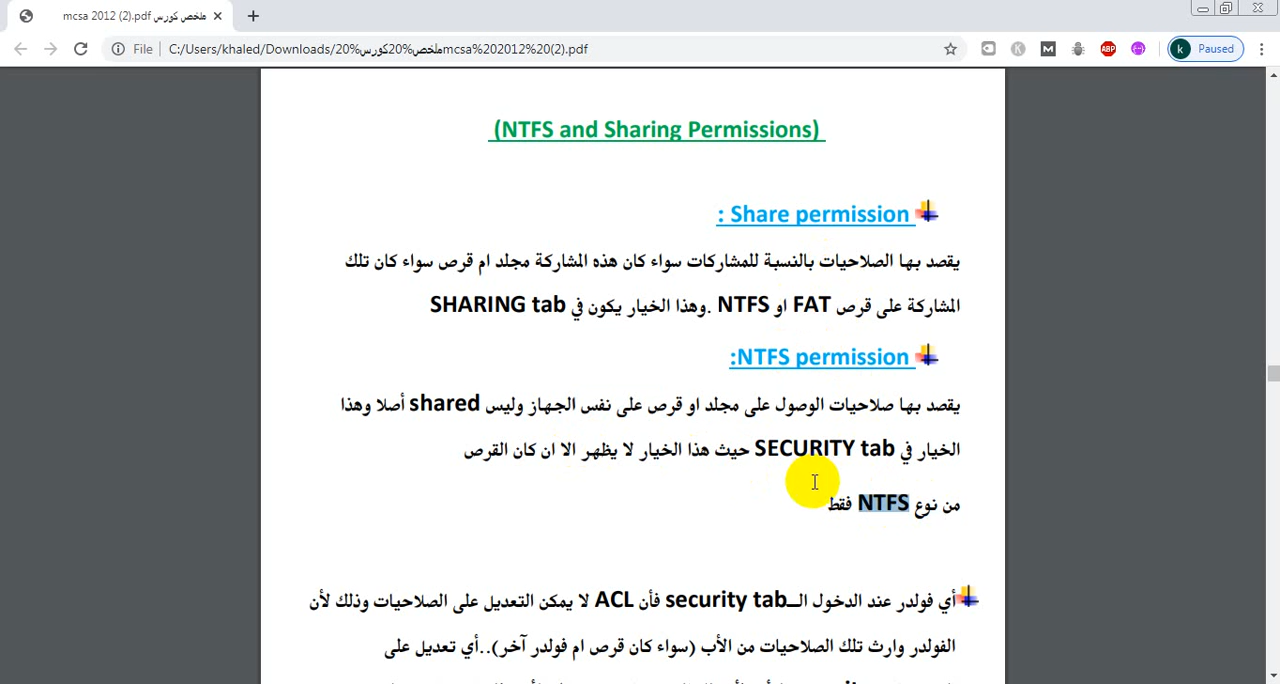 mcsa 2012 (2).pdf ملخص كورس
File
C:/Users/khaled/Downloads/20%ملخص%20كورسmcsa%202012%20(2).pdf
K
M
ABP
k
Paused
(NTFS and Sharing Permissions)
Share permission :
يقصد بها الصلاحيات بالنسبة للمشاركات سواء كان هذه المشاركة مجلد ام قرص سواء كان تلك
المشاركة على قرص FAT او NTFS .وهذا الخيار يكون في SHARING tab
NTFS permission:
يقصد بها صلاحيات الوصول على مجلد او قرص على نفس الجهاز وليس shared أصلا وهذا
الخيار في SECURITY tab حيث هذا الخيار لا يظهر الا ان كان القرص
من نوع NTFS فقط
أي فولدر عند الدخول الــsecurity tab فأن ACL لا يمكن التعديل على الصلاحيات وذلك لأن
الفولدر وارث تلك الصلاحيات من الأب (سواء كان قرص ام فولدر آخر)..أي تعديل على